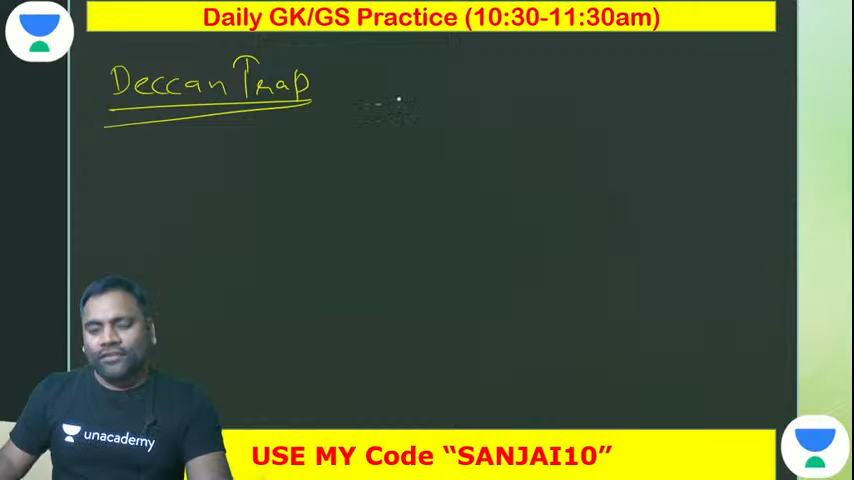 Daily GK/GS Practice (10:30-11:30am)
Deccan Trap
unacademy
USE MY Code “SANJAI10”